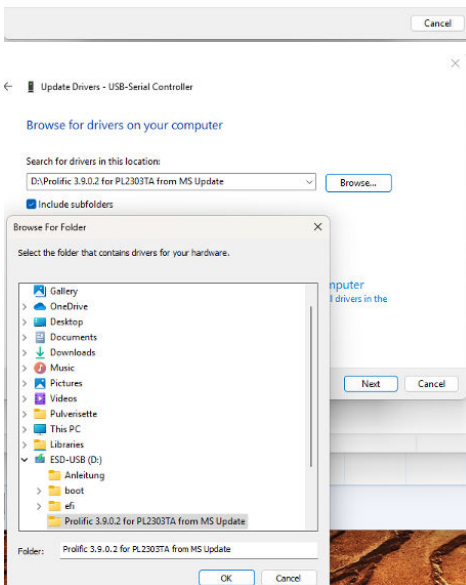 Cancel
Update Drivers - USB-Serial Controller
Browse for drivers on your computer
Search for drivers in this location:
D:\Prolific 3.9.0.2 for PL2303TA from MS Update
Browse...
Include subfolders
Browse For Folder
Select the folder that contains drivers for your hardware.
nputer
l drivers in the
Gallery
OneDrive
Desktop
Documents
Downloads
Music
Pictures
Videos
Pulverisette
This PC
Libraries
ESD-USB (D:)
Anleitung
boot
efi
Prolific 3.9.0.2 for PL2303TA from MS Update
Next
Cancel
Folder:
Prolific 3.9.0.2 for PL2303TA from MS Update
OK
Cancel